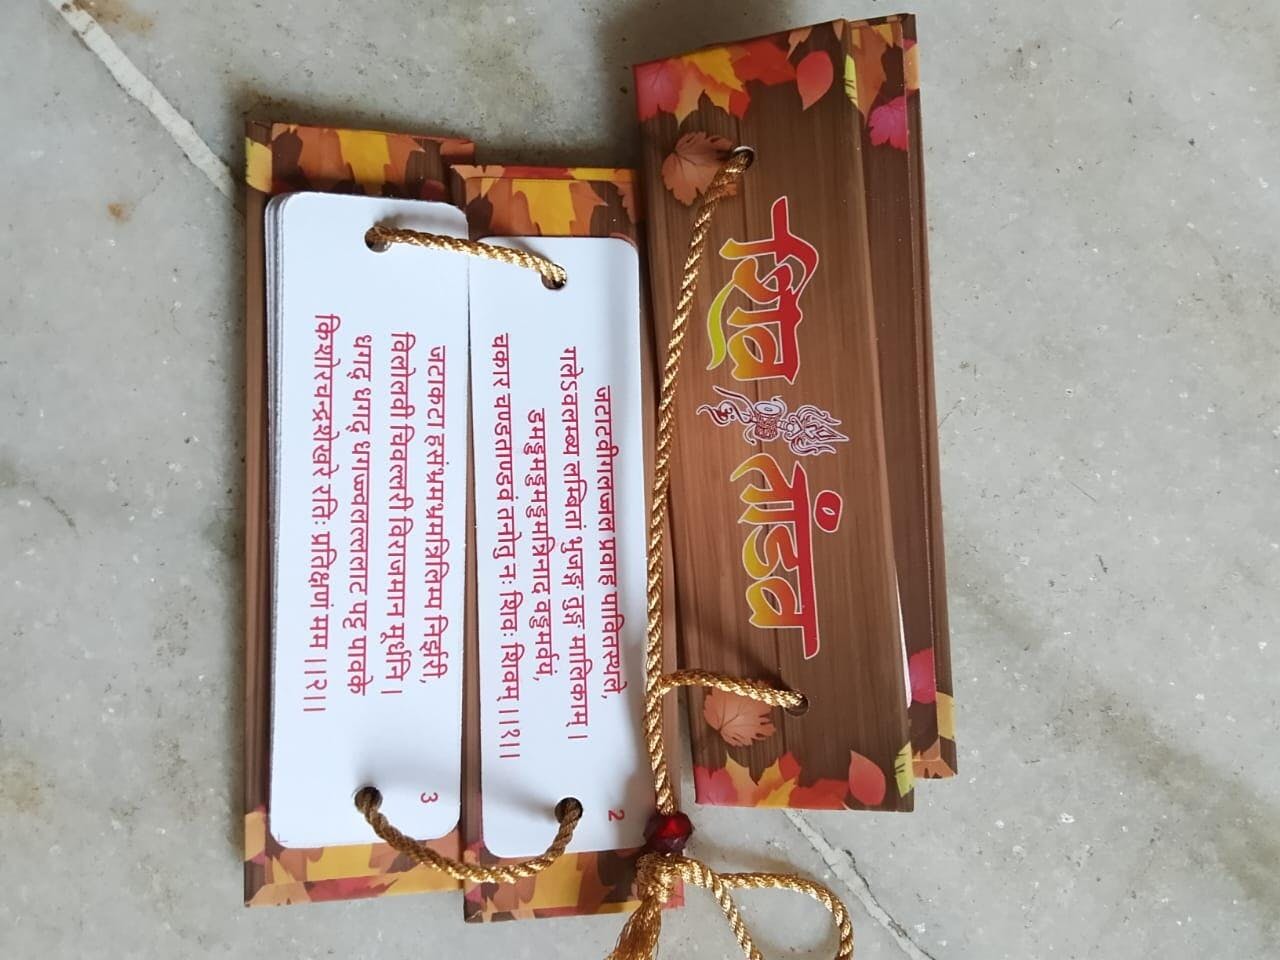 शिव तांडव
जटाटवीगलज्जल प्रवाह पावितस्थले,
गलेऽवलम्ब्य लम्बितां भुजङ्ग तुङ्ग मालिकाम् ।
डमड्डमड्डमड्डमन्निनाद वड्डमर्वयं,
चकार चण्डताण्डवं तनोतु नः शिवः शिवम् ।।१।।
2
जटाकटा हसंभ्रमभ्रमन्निलिम्प निर्झरी,
विलोलवी चिवल्लरी विराजमान मूर्धनि ।
धगद् धगद् धगज्ज्वलल्ललाट पट्ट पावके
किशोरचन्द्रशेखरे रतिः प्रतिक्षणं मम ।।२।।
3